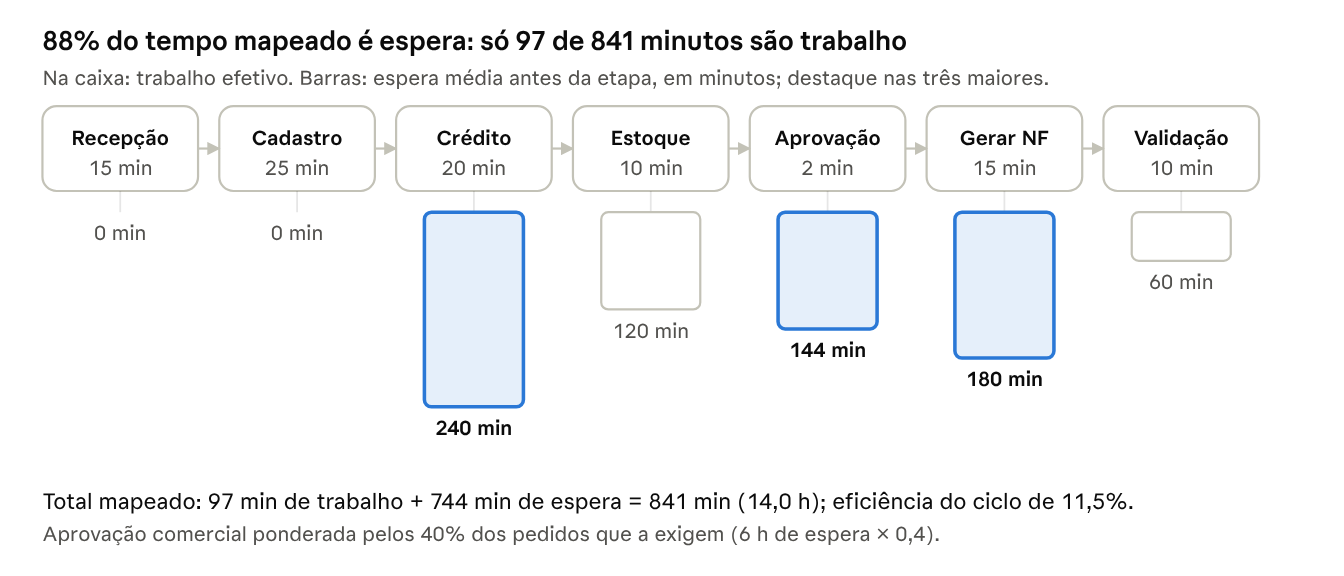 88% do tempo mapeado é espera: só 97 de 841 minutos são trabalho
Na caixa: trabalho efetivo. Barras: espera média antes da etapa, em minutos; destaque nas três maiores.
Recepção
15 min
Cadastro
25 min
Crédito
20 min
Estoque
10 min
Aprovação
2 min
Gerar NF
15 min
Validação
10 min
0 min
0 min
240 min
120 min
144 min
180 min
60 min
Total mapeado: 97 min de trabalho + 744 min de espera = 841 min (14,0 h); eficiência do ciclo de 11,5%.
Aprovação comercial ponderada pelos 40% dos pedidos que a exigem (6 h de espera × 0,4).